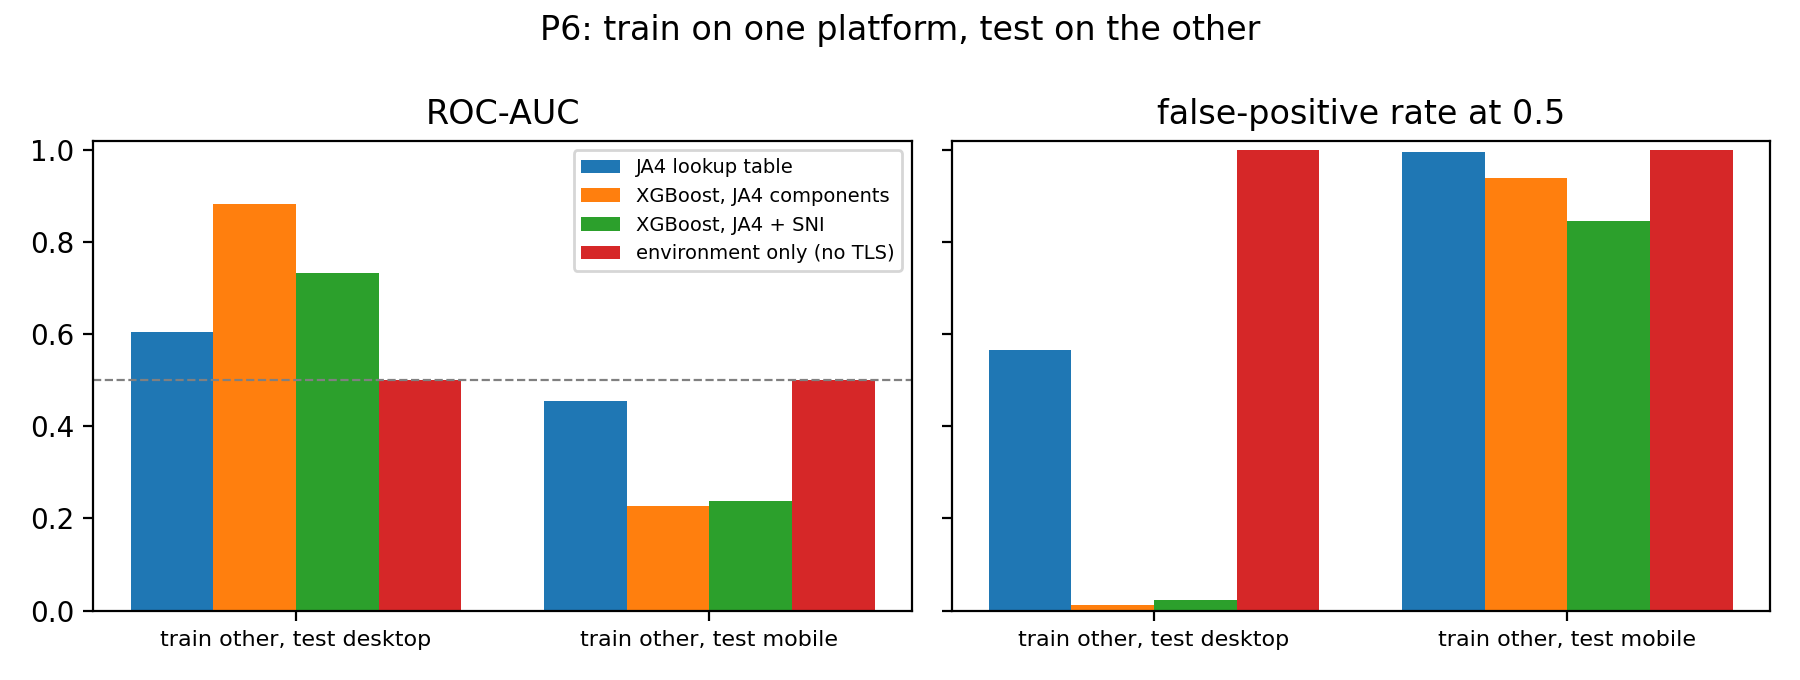 P6: train on one platform, test on the other
ROC-AUC
1.0
0.8
0.6
0.4
0.2
0.0
JA4 lookup table
XGBoost, JA4 components
XGBoost, JA4 + SNI
environment only (no TLS)
train other, test desktop
train other, test mobile
false-positive rate at 0.5
train other, test desktop
train other, test mobile